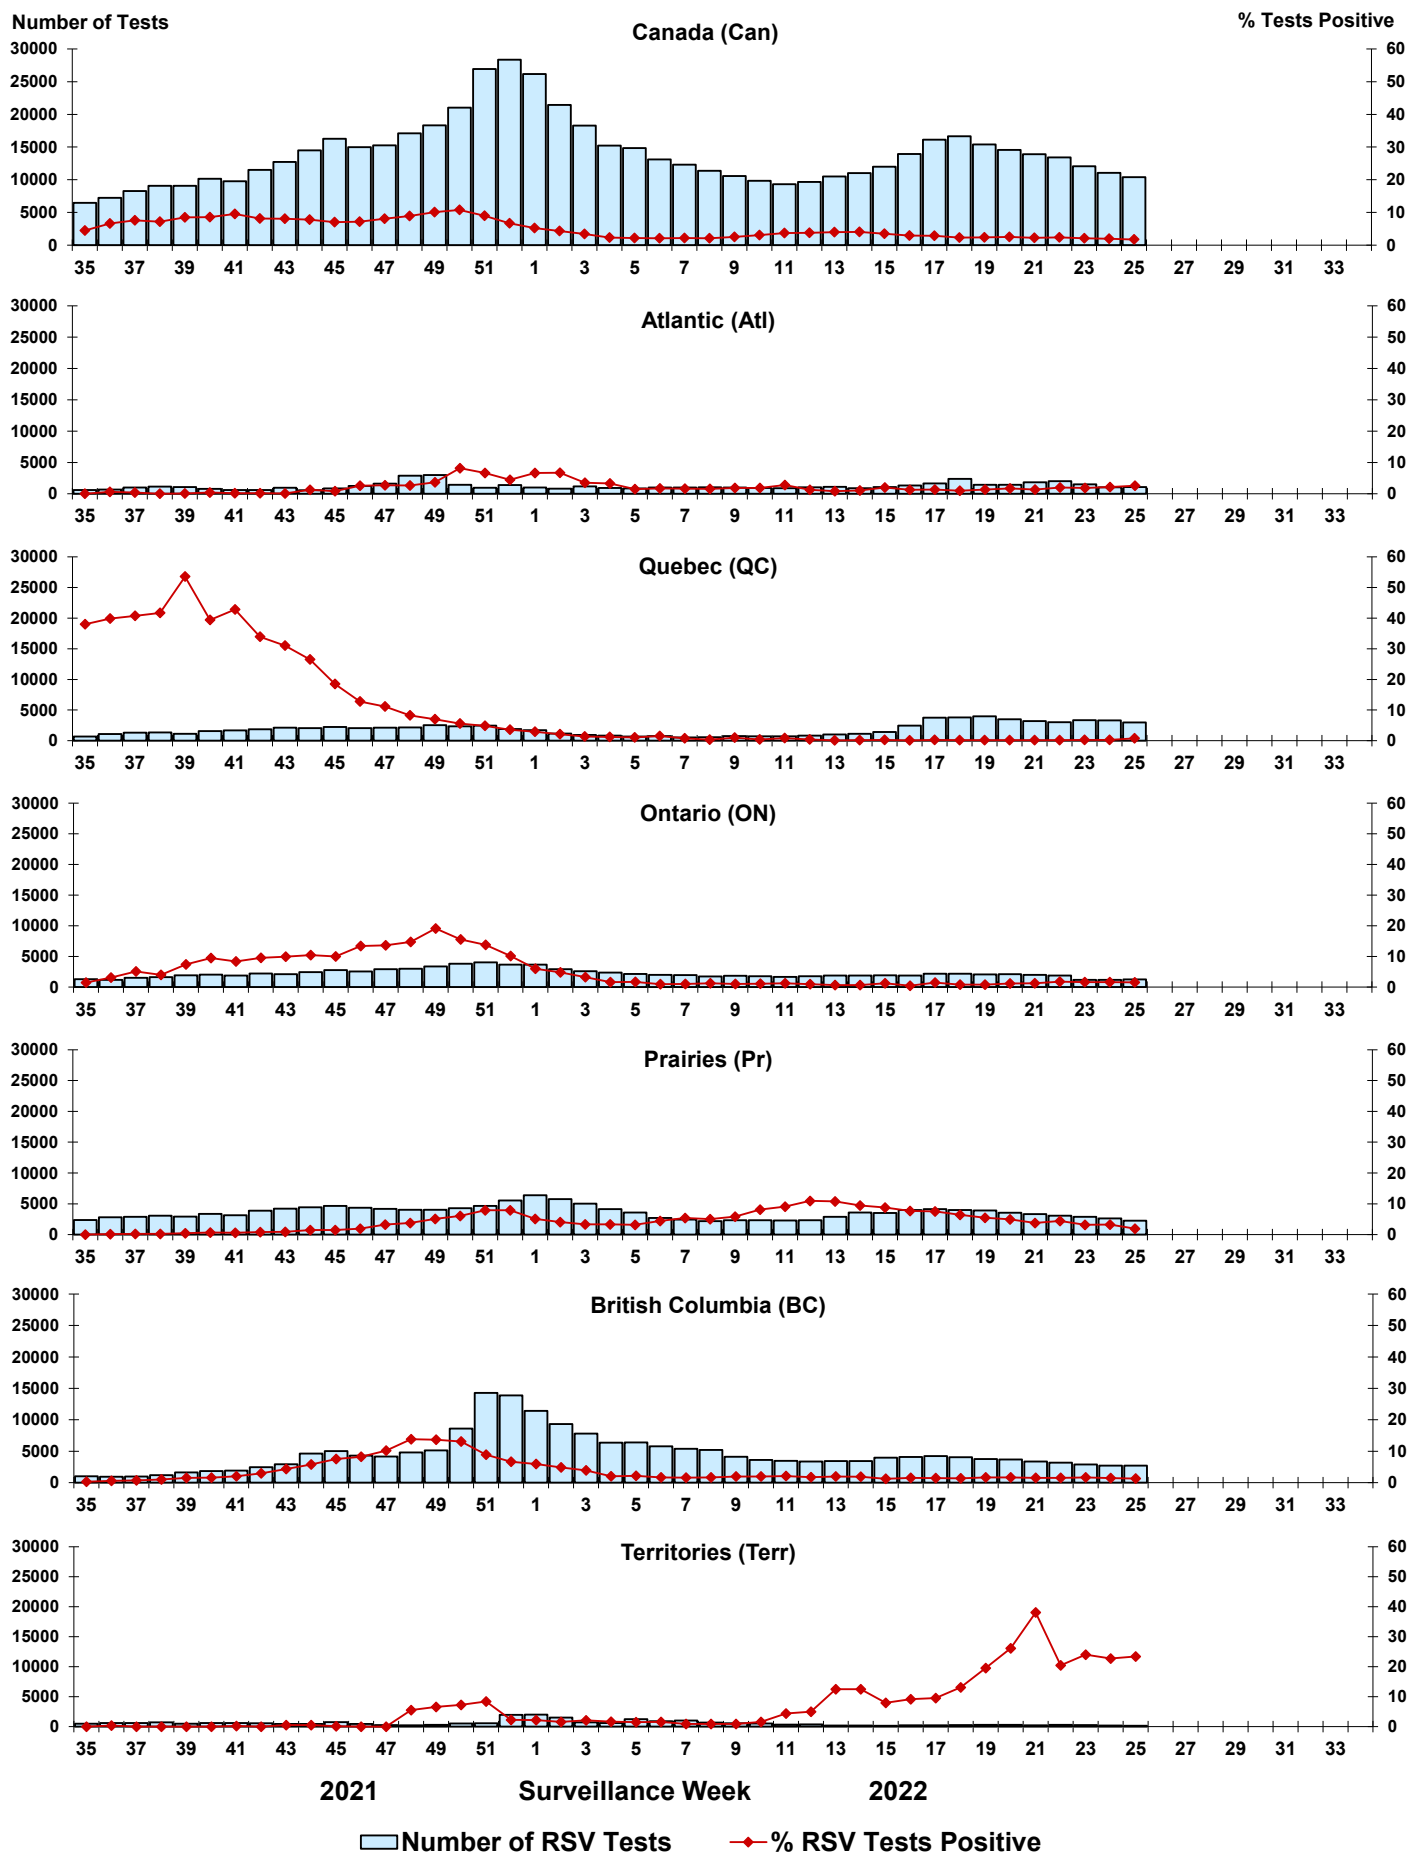 Number of Tests
% Tests Positive
Canada (Can)
30000 60
25000 50
20000 40
15000 30
10000 20
5000 10
0 0
35 37 39 41 43 45 47 49 51 1 3 5 7 9 11 13 15 17 19 21 23 25 27 29 31 33
Atlantic (Atl)
30000 60
25000 50
20000 40
15000 30
10000 20
5000 10
0 0
35 37 39 41 43 45 47 49 51 1 3 5 7 9 11 13 15 17 19 21 23 25 27 29 31 33
Quebec (QC)
30000 60
25000 50
20000 40
15000 30
10000 20
5000 10
0 0
35 37 39 41 43 45 47 49 51 1 3 5 7 9 11 13 15 17 19 21 23 25 27 29 31 33
Ontario (ON)
30000 60
25000 50
20000 40
15000 30
10000 20
5000 10
0 0
35 37 39 41 43 45 47 49 51 1 3 5 7 9 11 13 15 17 19 21 23 25 27 29 31 33
Prairies (Pr)
30000 60
25000 50
20000 40
15000 30
10000 20
5000 10
0 0
35 37 39 41 43 45 47 49 51 1 3 5 7 9 11 13 15 17 19 21 23 25 27 29 31 33
British Columbia (BC)
30000 60
25000 50
20000 40
15000 30
10000 20
5000 10
0 0
35 37 39 41 43 45 47 49 51 1 3 5 7 9 11 13 15 17 19 21 23 25 27 29 31 33
Territories (Terr)
30000 60
25000 50
20000 40
15000 30
10000 20
5000 10
0 0
35 37 39 41 43 45 47 49 51 1 3 5 7 9 11 13 15 17 19 21 23 25 27 29 31 33
2021 Surveillance Week 2022
Number of RSV Tests % RSV Tests Positive